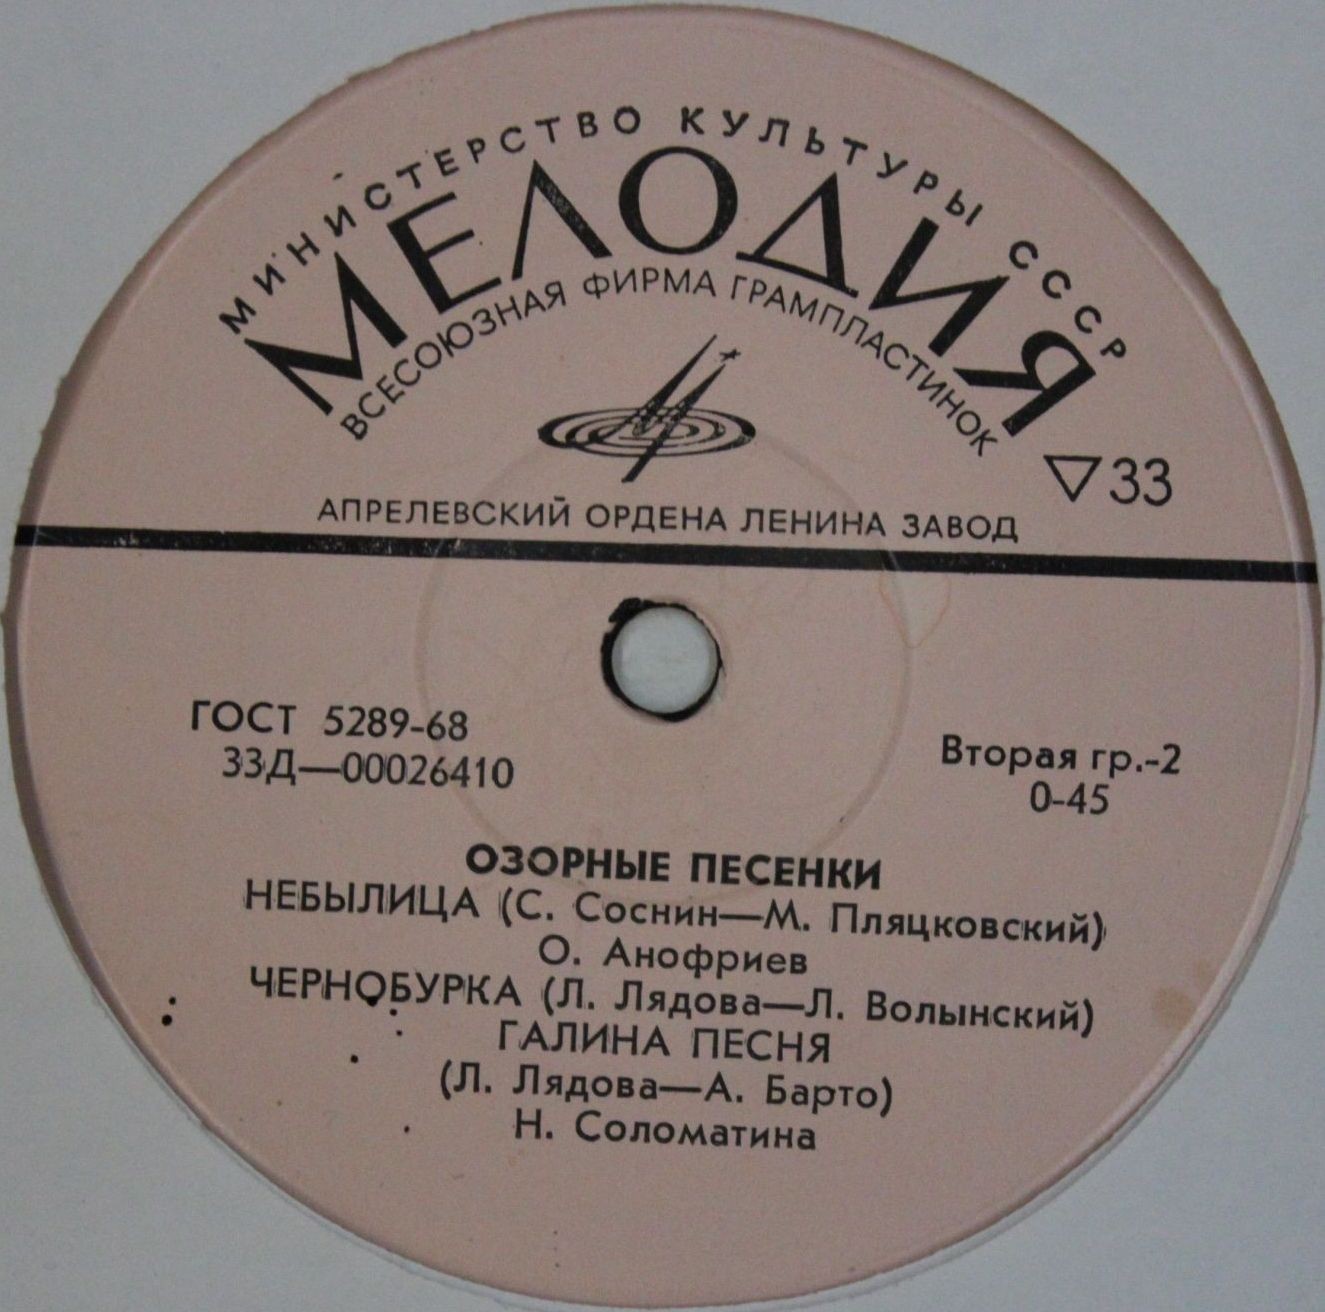 МИНИСТЕРСТВО КУЛЬТУРЫ СССР
МЕЛОДИЯ
ВСЕСОЮЗНАЯ ФИРМА ГРАМПЛАСТИНОК
▽33
АПРЕЛЕВСКИЙ ОРДЕНА ЛЕНИНА ЗАВОД
ГОСТ 5289-68
33Д—00026410
Вторая гр.-2
0-45
ОЗОРНЫЕ ПЕСЕНКИ
НЕБЫЛИЦА (С. Соснин—М. Пляцковский)
О. Анофриев
ЧЕРНОБУРКА (Л. Лядова—Л. Волынский)
ГАЛИНА ПЕСНЯ
(Л. Лядова—А. Барто)
Н. Соломатина